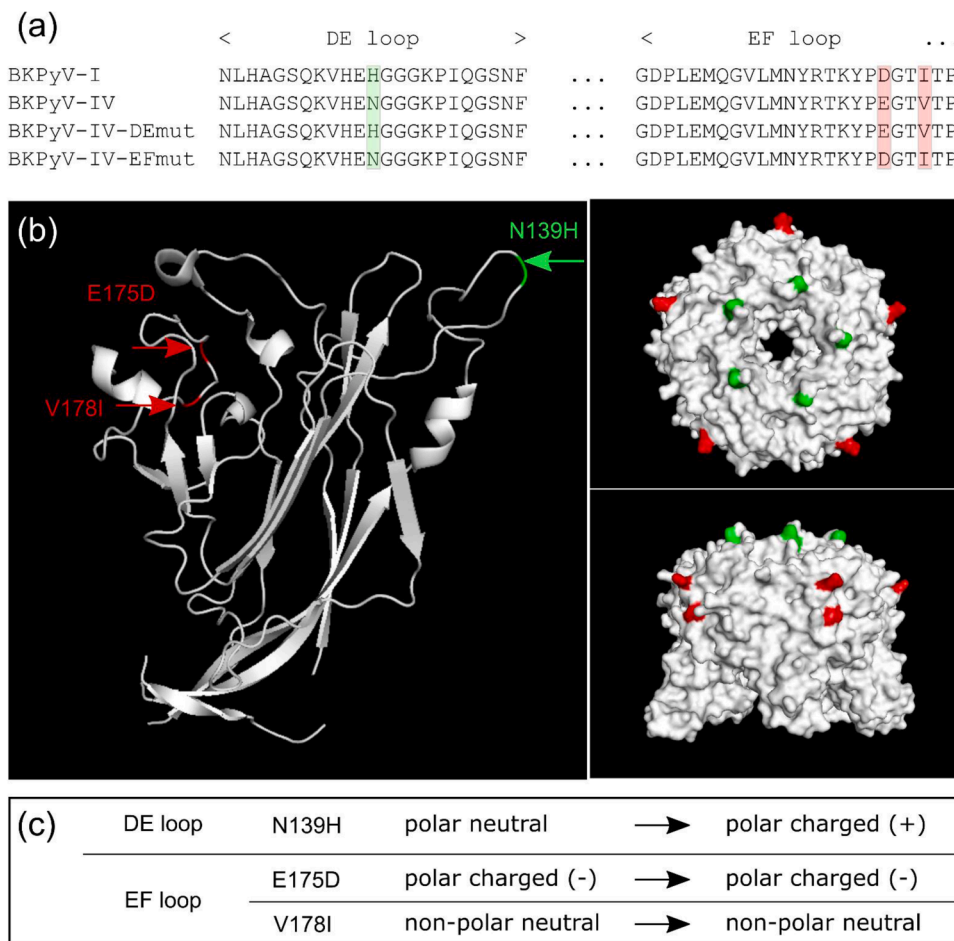 (a)
< DE loop > < EF loop ...
BKPyV-I NLHAGSQKVHEHGGGKPIQGSNF ... GDPLEMQGVLMNYRTKYPDGTITP
BKPyV-IV NLHAGSQKVHENGGGKPIQGSNF ... GDPLEMQGVLMNYRTKYPEGTVTP
BKPyV-IV-DEmut NLHAGSQKVHEHGGGKPIQGSNF ... GDPLEMQGVLMNYRTKYPEGTVTP
BKPyV-IV-EFmut NLHAGSQKVHENGGGKPIQGSNF ... GDPLEMQGVLMNYRTKYPDGTITP
(b)
N139H
E175D
V178I
(c)
DE loop N139H polar neutral → polar charged (+)
EF loop
E175D polar charged (-) → polar charged (-)
V178I non-polar neutral → non-polar neutral